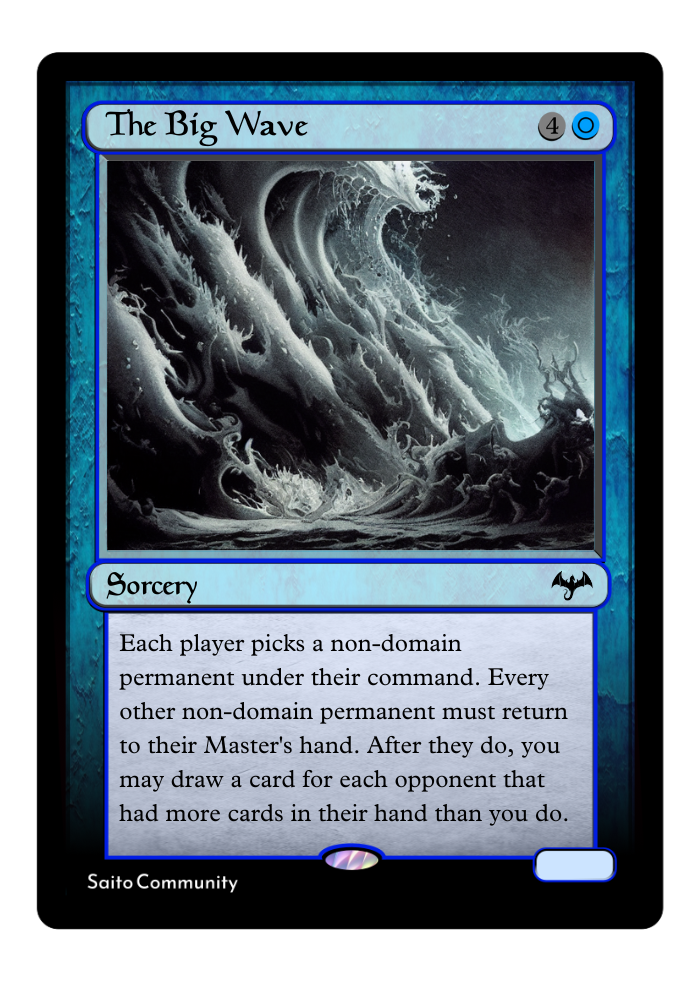 The Big Wave
4
Sorcery
Each player picks a non-domain
permanent under their command. Every
other non-domain permanent must return
to their Master's hand. After they do, you
may draw a card for each opponent that
had more cards in their hand than you do.
Saito Community